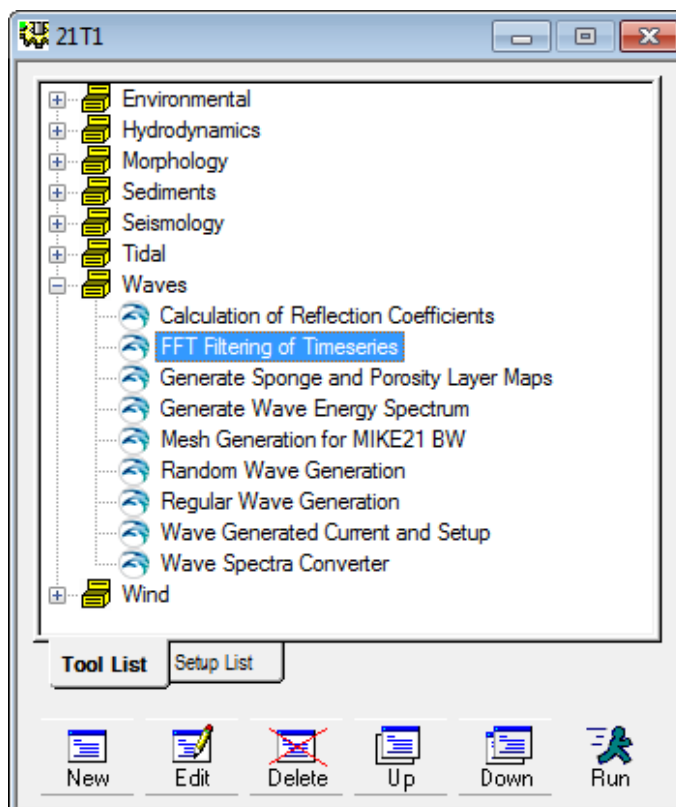 21T1
Environmental
Hydrodynamics
Morphology
Sediments
Seismology
Tidal
Waves
Calculation of Reflection Coefficients
FFT Filtering of Timeseries
Generate Sponge and Porosity Layer Maps
Generate Wave Energy Spectrum
Mesh Generation for MIKE21 BW
Random Wave Generation
Regular Wave Generation
Wave Generated Current and Setup
Wave Spectra Converter
Wind
Tool List Setup List
New Edit Delete Up Down Run